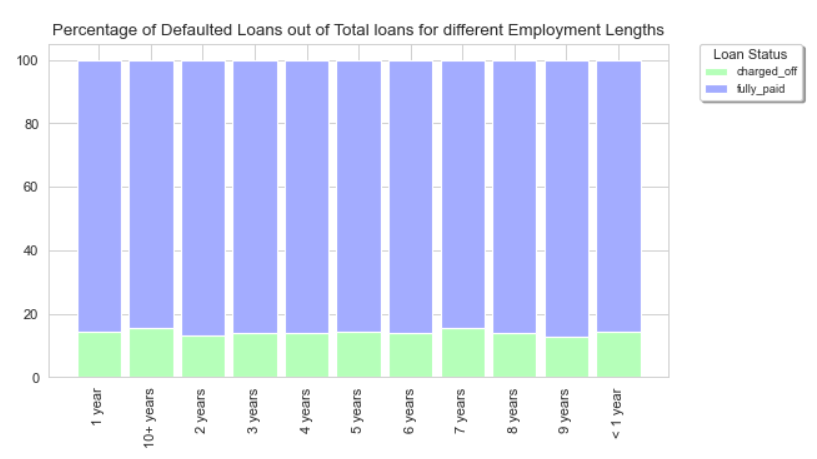 Percentage of Defaulted Loans out of Total loans for different Employment Lengths
Loan Status
charged_off
fully_paid
100
80
60
40
20
0
1 year
10+ years
2 years
3 years
4 years
5 years
6 years
7 years
8 years
9 years
< 1 year